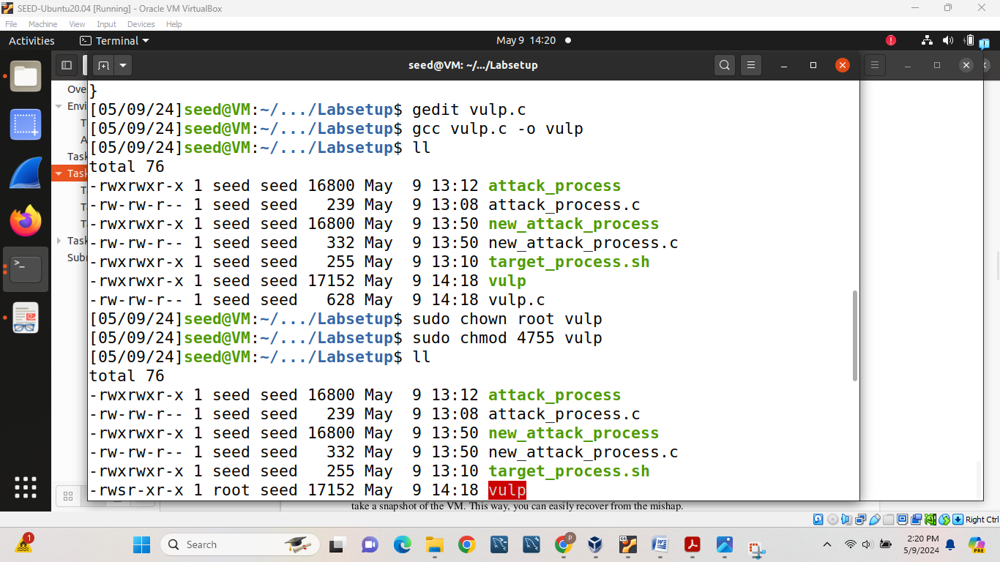 SEED-Ubuntu20.04 [Running] - Oracle VM VirtualBox
File Machine View Input Devices Help
Activities Terminal May 9 14:20
seed@VM: ~/.../Labsetup
}
[05/09/24]seed@VM:~/.../Labsetup$ gedit vulp.c
[05/09/24]seed@VM:~/.../Labsetup$ gcc vulp.c -o vulp
[05/09/24]seed@VM:~/.../Labsetup$ ll
total 76
-rwxrwxr-x 1 seed seed 16800 May  9 13:12 attack_process
-rw-rw-r-- 1 seed seed   239 May  9 13:08 attack_process.c
-rwxrwxr-x 1 seed seed 16800 May  9 13:50 new_attack_process
-rw-rw-r-- 1 seed seed   332 May  9 13:50 new_attack_process.c
-rwxrwxr-x 1 seed seed   255 May  9 13:10 target_process.sh
-rwxrwxr-x 1 seed seed 17152 May  9 14:18 vulp
-rw-rw-r-- 1 seed seed   628 May  9 14:18 vulp.c
[05/09/24]seed@VM:~/.../Labsetup$ sudo chown root vulp
[05/09/24]seed@VM:~/.../Labsetup$ sudo chmod 4755 vulp
[05/09/24]seed@VM:~/.../Labsetup$ ll
total 76
-rwxrwxr-x 1 seed seed 16800 May  9 13:12 attack_process
-rw-rw-r-- 1 seed seed   239 May  9 13:08 attack_process.c
-rwxrwxr-x 1 seed seed 16800 May  9 13:50 new_attack_process
-rw-rw-r-- 1 seed seed   332 May  9 13:50 new_attack_process.c
-rwxrwxr-x 1 seed seed   255 May  9 13:10 target_process.sh
-rwsr-xr-x 1 root seed 17152 May  9 14:18 vulp
Ove
Envi
T
A
Task
Task
T
T
T
Task
Subr
take a snapshot of the VM. This way, you can easily recover from the mishap.
Right Ctrl
1
Search
P
W
PRE
2:20 PM
5/9/2024